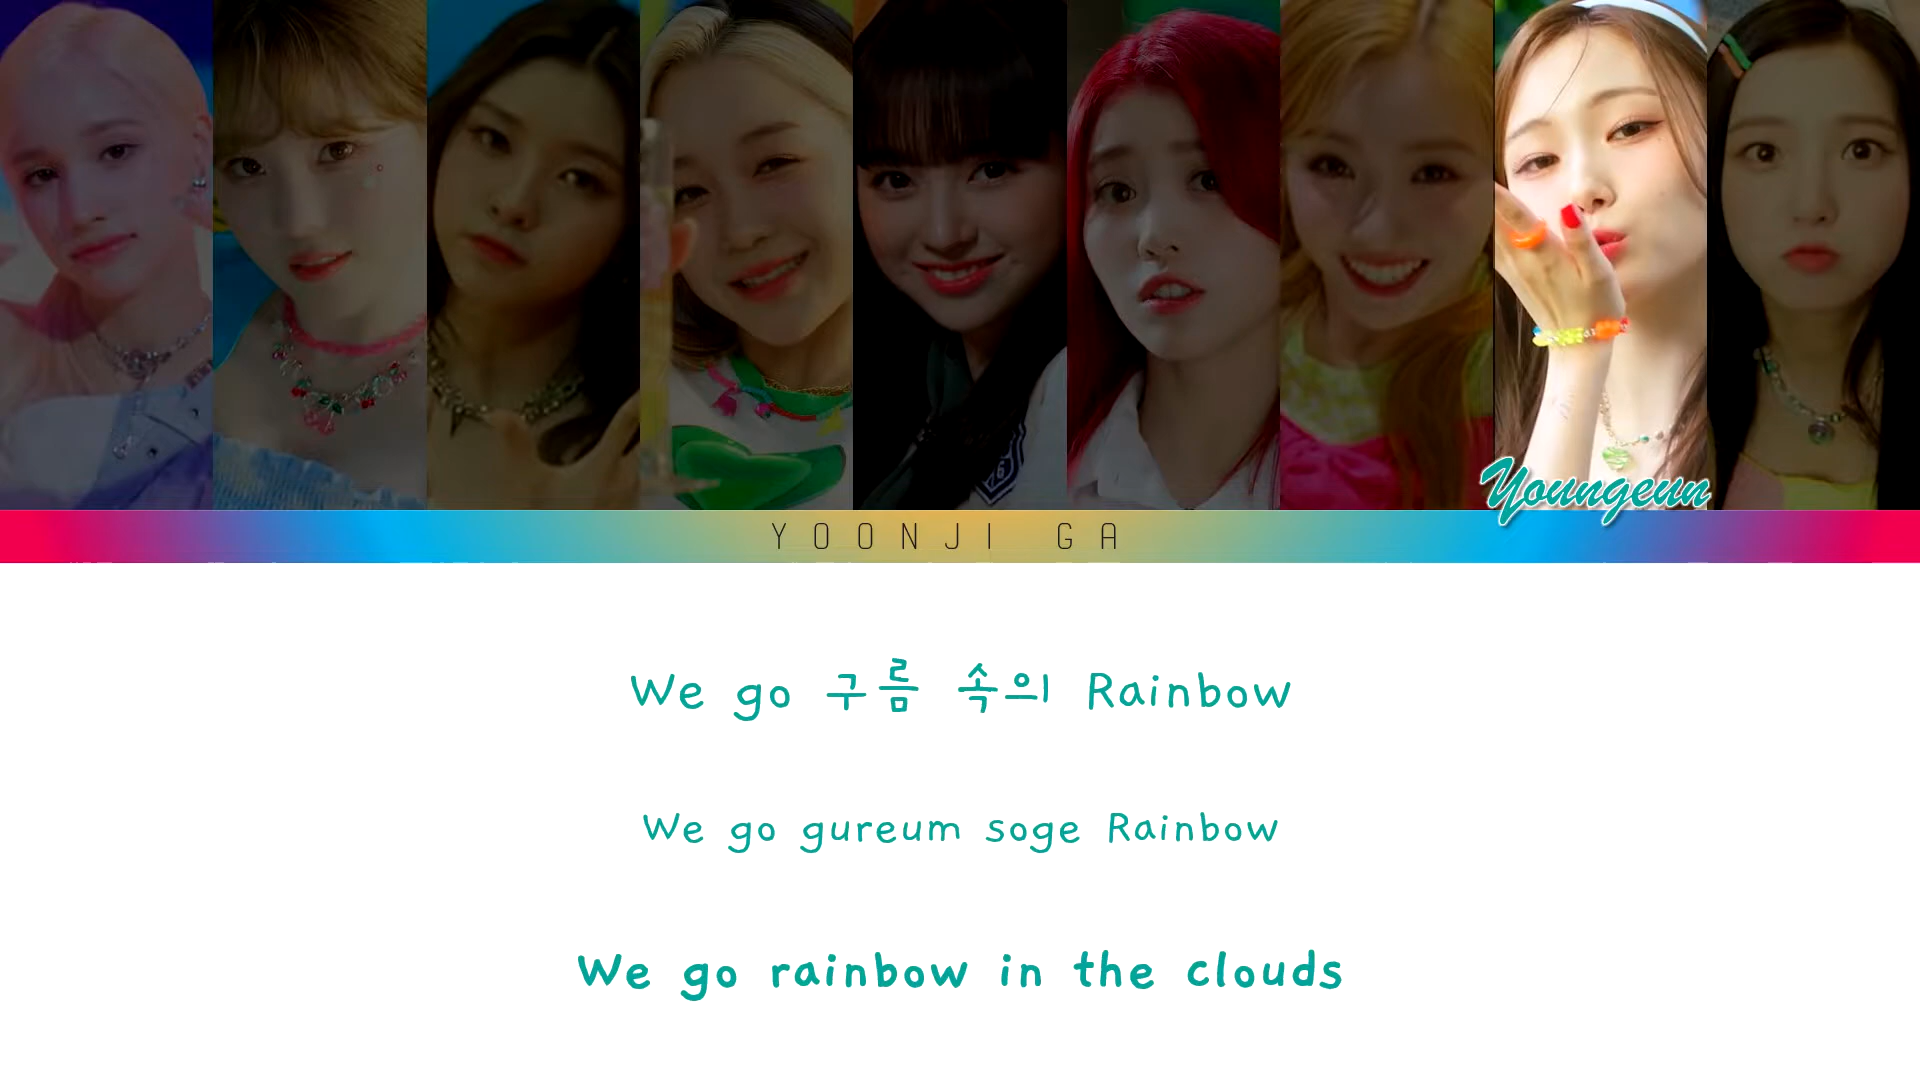 Youngeun
YOONJI GA
We go 구름 속의 Rainbow
We go gureum soge Rainbow
We go rainbow in the clouds